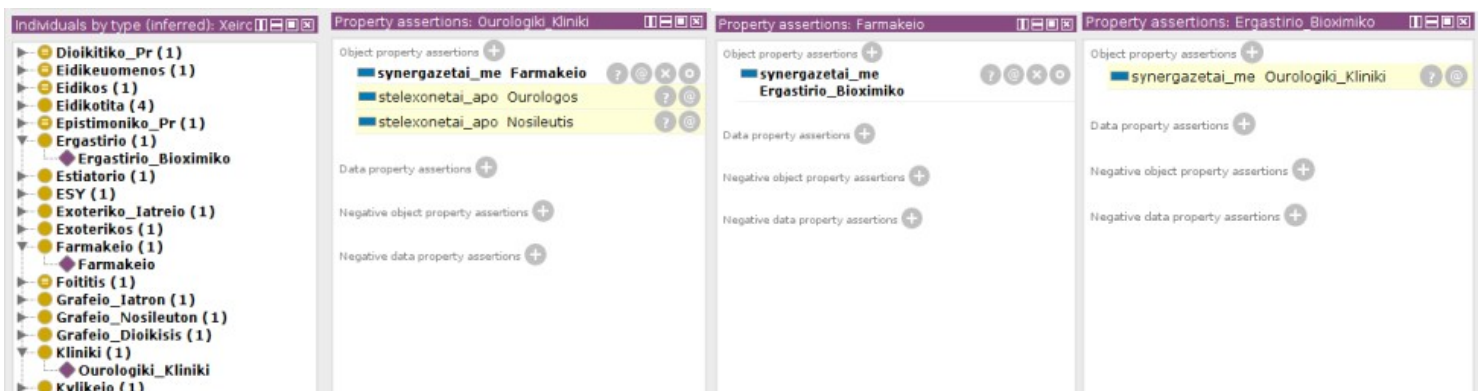 Individuals by type (inferred): Xeirc
Dioikitiko_Pr (1)
Eidikeuomenos (1)
Eidikos (1)
Eidikotita (4)
Epistimoniko_Pr (1)
Ergastirio (1)
Ergastirio_Bioximiko
Estiatorio (1)
ESY (1)
Exoteriko_Iatreio (1)
Exoterikos (1)
Farmakeio (1)
Farmakeio
Foititis (1)
Grafeio_Iatron (1)
Grafeio_Nosileuton (1)
Grafeio_Dioikisis (1)
Kliniki (1)
Ourologiki_Kliniki
Kylikeio (1)
Property assertions: Ourologiki_Kliniki
Object property assertions
synergazetai_me Farmakeio
stelexonetai_apo Ourologos
stelexonetai_apo Nosileutis
Data property assertions
Negative object property assertions
Negative data property assertions
Property assertions: Farmakeio
Object property assertions
synergazetai_me
Ergastirio_Bioximiko
Data property assertions
Negative object property assertions
Negative data property assertions
Property assertions: Ergastirio_Bioximiko
Object property assertions
synergazetai_me Ourologiki_Kliniki
Data property assertions
Negative object property assertions
Negative data property assertions